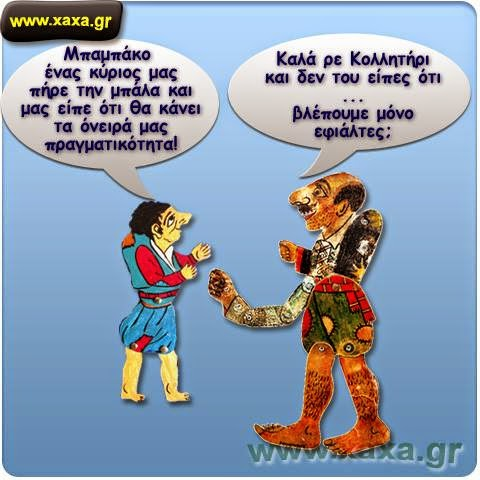 www.xaxa.gr
Μπαμπάκο
ένας κύριος μας
πήρε την μπάλα και
μας είπε ότι θα κάνει
τα όνειρά μας
πραγματικότητα!
Καλά ρε Κολλητήρι
και δεν του είπες ότι
...
βλέπουμε μόνο
εφιάλτες;
www.xaxa.gr